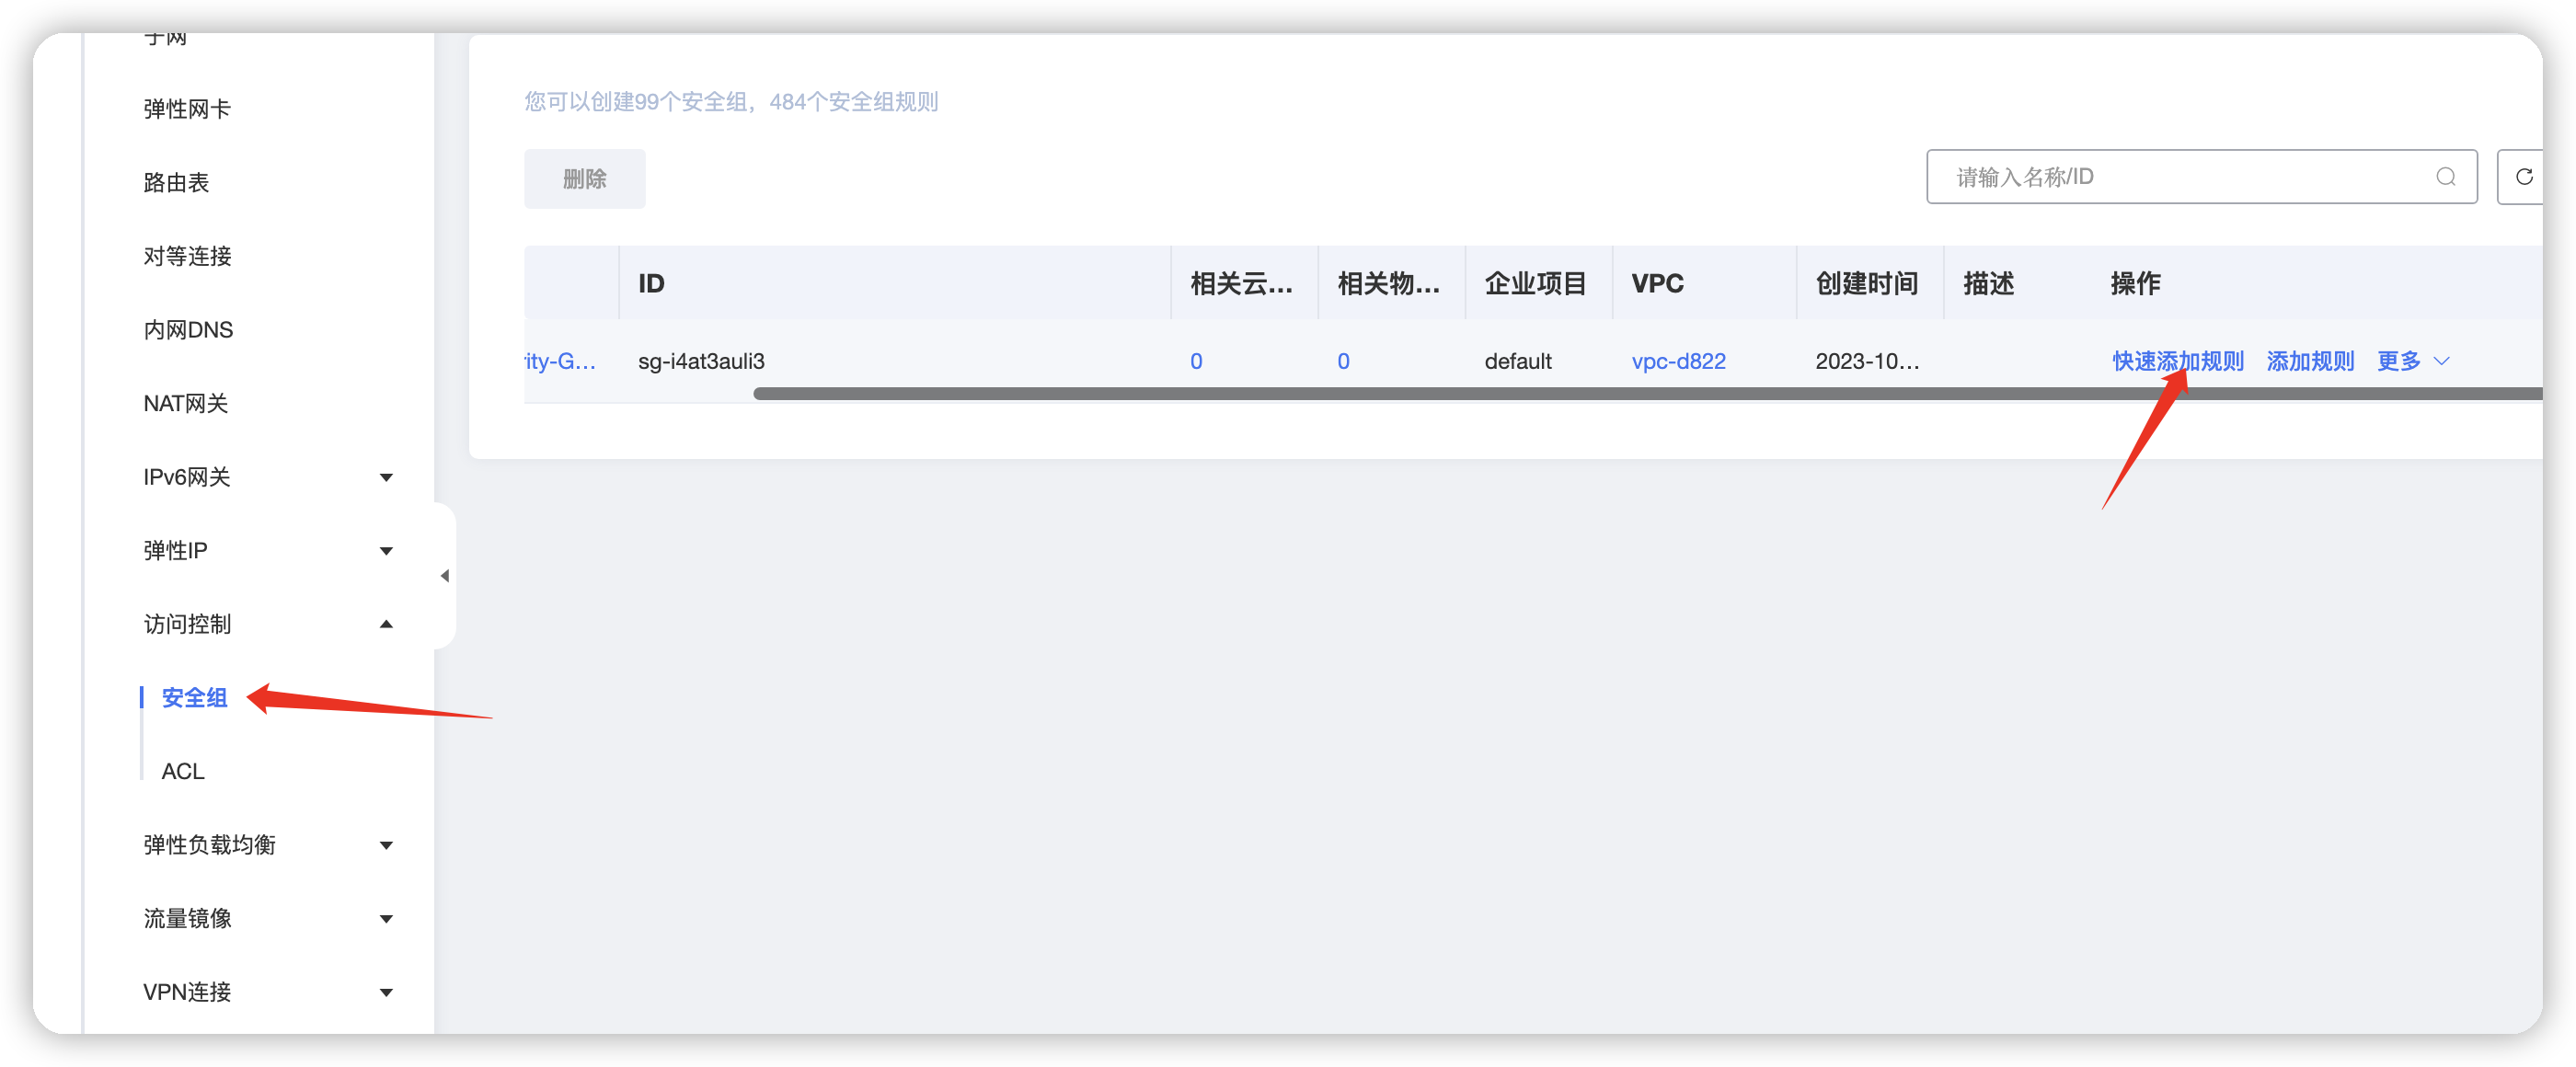 子网
弹性网卡
路由表
对等连接
内网DNS
NAT网关
IPv6网关
弹性IP
访问控制
安全组
ACL
弹性负载均衡
流量镜像
VPN连接
您可以创建99个安全组，484个安全组规则
删除
请输入名称/ID
ID 相关云... 相关物... 企业项目 VPC 创建时间 描述 操作
rity-G... sg-i4at3auli3 0 0 default vpc-d822 2023-10... 快速添加规则 添加规则 更多